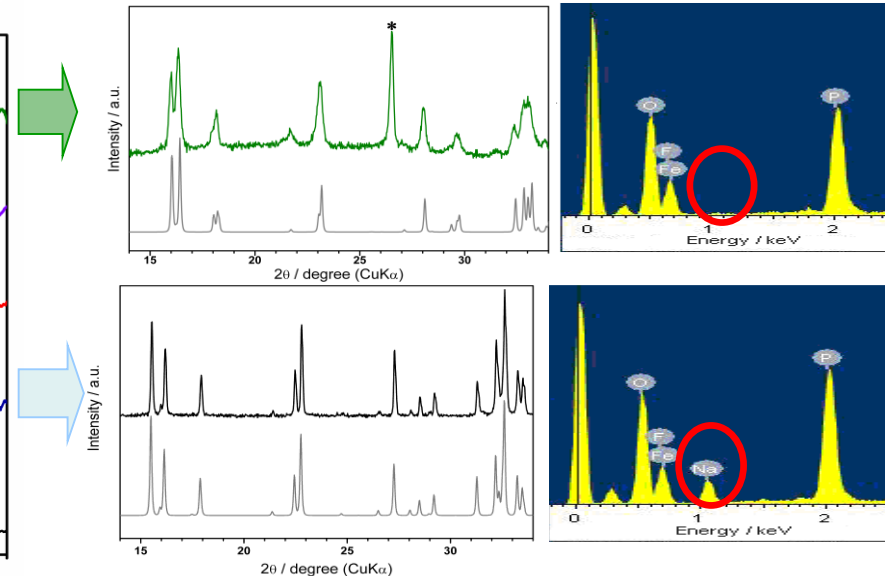 *
Intensity / a.u.
15 20 25 30
2θ / degree (CuKα)
O
F
Fe
P
0 1 2
Energy / keV
Intensity / a.u.
15 20 25 30
2θ / degree (CuKα)
O
F
Fe
Na
P
0 1 2
Energy / keV